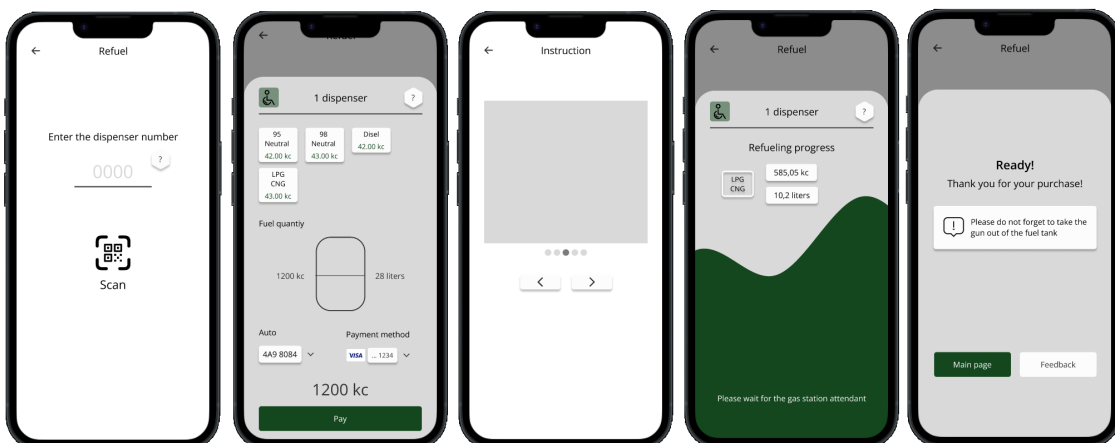 Refuel
Enter the dispenser number
0000
?
Scan
1 dispenser
?
95
Neutral
42.00 kc
98
Neutral
43.00 kc
Disel
42.00 kc
LPG
CNG
43.00 kc
Fuel quantiy
1200 kc
28 liters
Auto
Payment method
4A9 8084
VISA
... 1234
1200 kc
Pay
Instruction
Refuel
1 dispenser
?
Refueling progress
LPG
CNG
585,05 kc
10,2 liters
Please wait for the gas station attendant
Refuel
Ready!
Thank you for your purchase!
!
Please do not forget to take the
gun out of the fuel tank
Main page
Feedback